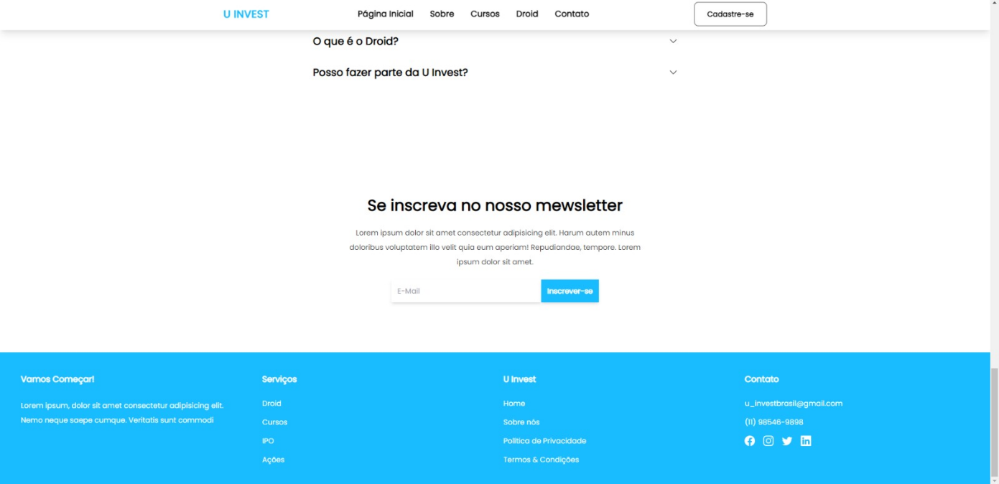 U INVEST
Página Inicial Sobre Cursos Droid Contato
Cadastre-se
O que é o Droid?
Posso fazer parte da U Invest?
Se inscreva no nosso mewsletter
Lorem ipsum dolor sit amet consectetur adipisicing elit. Harum autem minus
doloribus voluptatem illo velit quia eum aperiam! Repudiandae, tempore. Lorem
ipsum dolor sit amet.
E-Mail
Inscrever-se
Vamos Começar!
Lorem ipsum, dolor sit amet consectetur adipisicing elit.
Nemo neque saepe cumque. Veritatis sunt commodi
Serviços
Droid
Cursos
IPO
Ações
U Invest
Home
Sobre nós
Politica de Privacidade
Termos & Condições
Contato
u_investbrasil@gmail.com
(11) 98546-9898